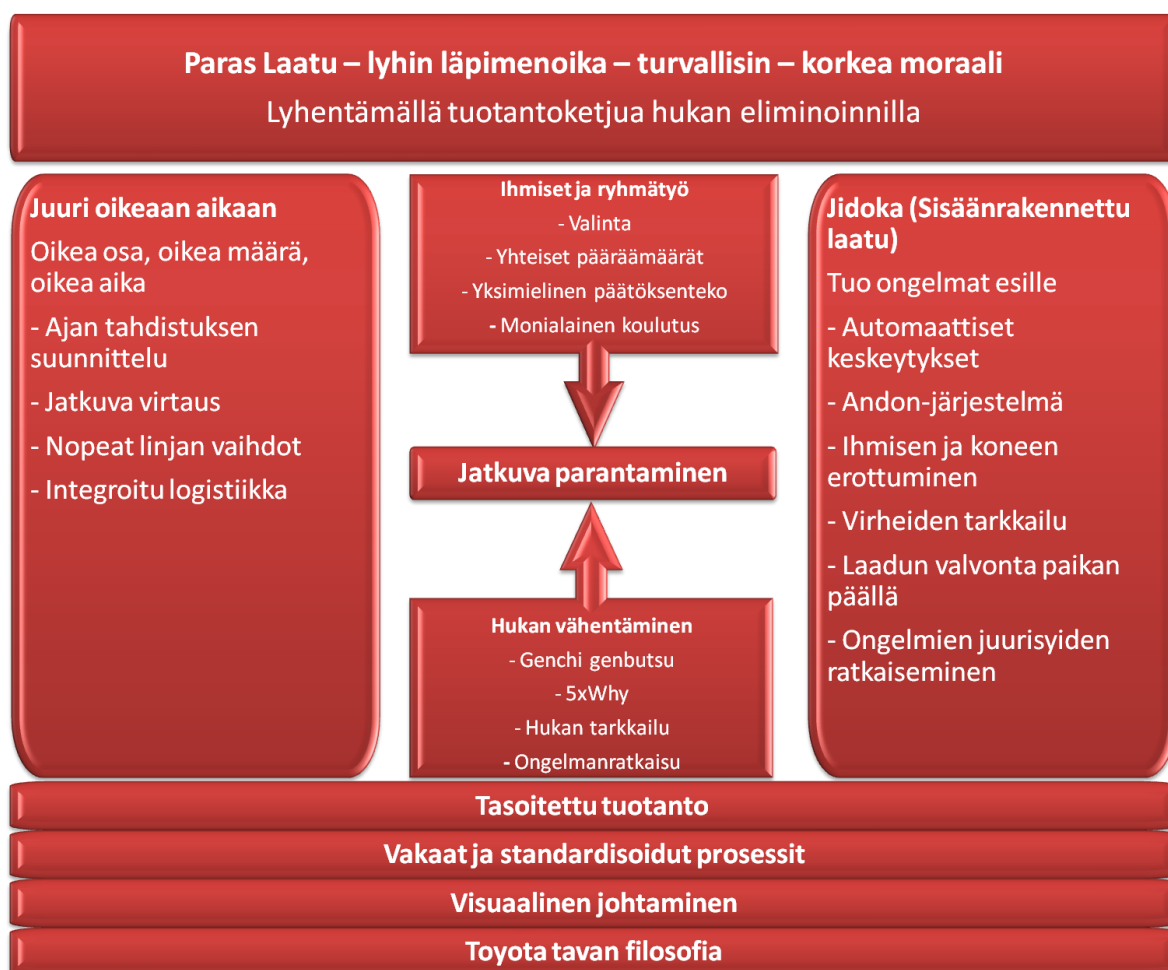 Paras Laatu – lyhin läpimenoika – turvallisin – korkea moraali
Lyhentämällä tuotantoketjua hukan eliminoinnilla
Juuri oikeaan aikaan
Oikea osa, oikea määrä,
oikea aika
- Ajan tahdistuksen
suunnittelu
- Jatkuva virtaus
- Nopeat linjan vaihdot
- Integroitu logistiikka
Ihmiset ja ryhmätyö
- Valinta
- Yhteiset pääräämäärät
- Yksimielinen päätöksenteko
- Monialainen koulutus
Jatkuva parantaminen
Hukan vähentäminen
- Genchi genbutsu
- 5xWhy
- Hukan tarkkailu
- Ongelmanratkaisu
Jidoka (Sisäänrakennettu
laatu)
Tuo ongelmat esille
- Automaattiset
keskeytykset
- Andon-järjestelmä
- Ihmisen ja koneen
erottuminen
- Virheiden tarkkailu
- Laadun valvonta paikan
päällä
- Ongelmien juurisyiden
ratkaiseminen
Tasoitettu tuotanto
Vakaat ja standardisoidut prosessit
Visuaalinen johtaminen
Toyota tavan filosofia